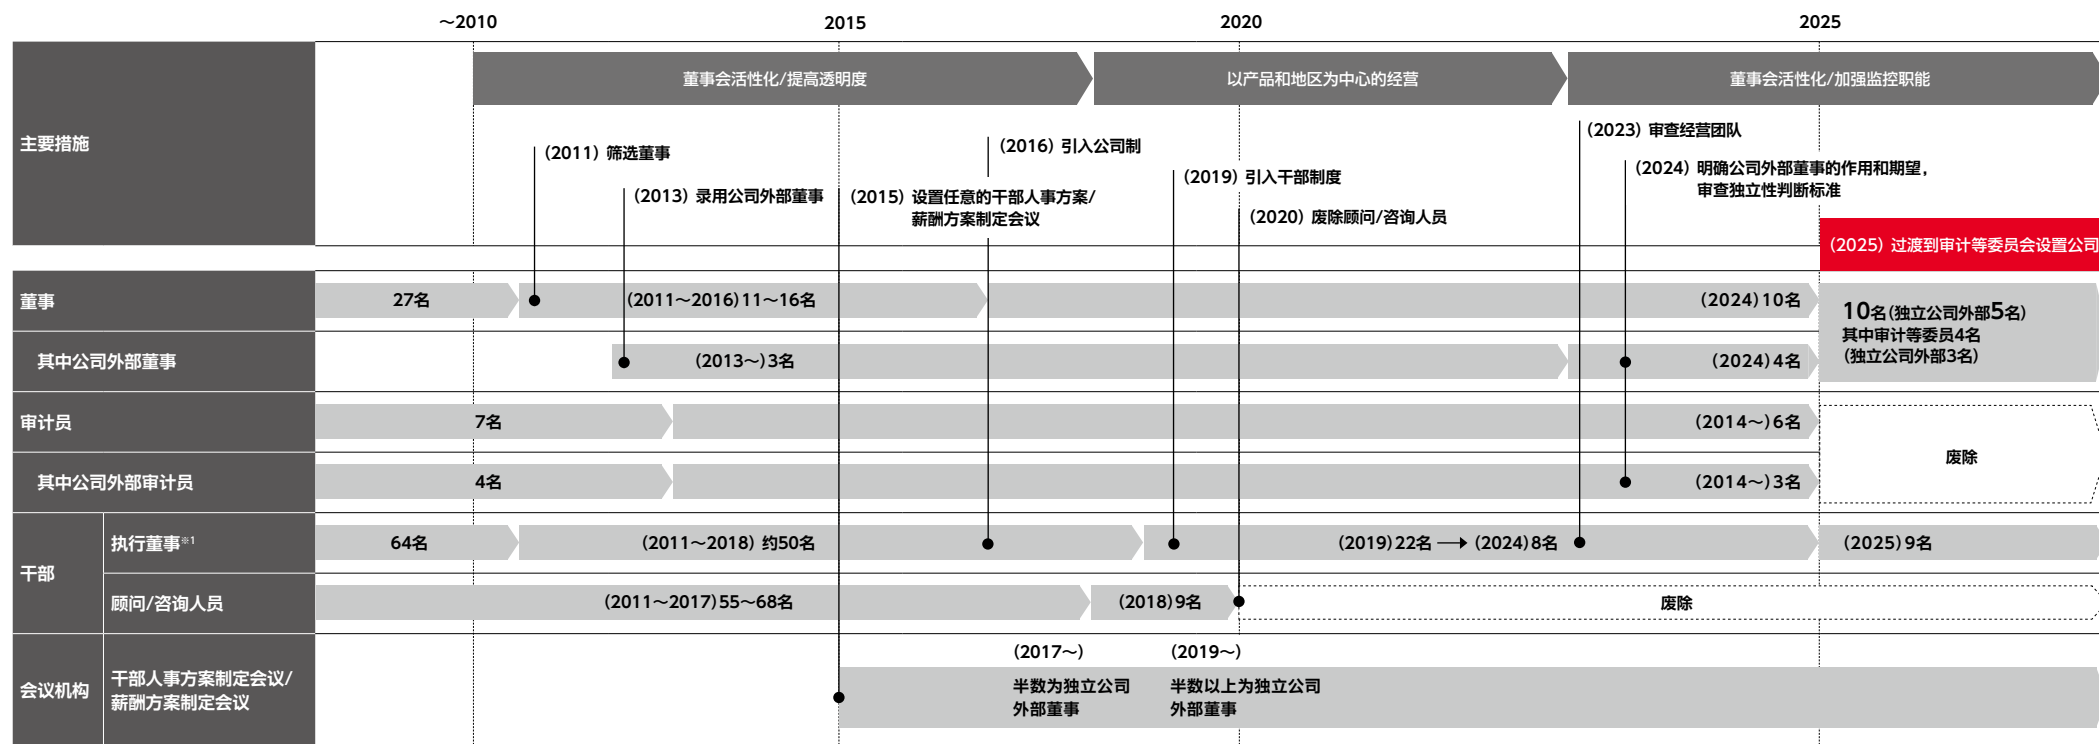 ～2010
2015
2020
2025
主要措施
董事会活性化/提高透明度
以产品和地区为中心的经营
董事会活性化/加强监控职能
(2011) 筛选董事
(2013) 录用公司外部董事
(2015) 设置任意的干部人事方案/
薪酬方案制定会议
(2016) 引入公司制
(2019) 引入干部制度
(2020) 废除顾问/咨询人员
(2023) 审查经营团队
(2024) 明确公司外部董事的作用和期望，
审查独立性判断标准
(2025) 过渡到审计等委员会设置公司
董事
27名
(2011～2016) 11～16名
(2024) 10名
10名(独立公司外部5名)
其中审计等委员4名
(独立公司外部3名)
其中公司外部董事
(2013～) 3名
(2024) 4名
审计员
7名
(2014～) 6名
废除
其中公司外部审计员
4名
(2014～) 3名
干部
执行董事※1
64名
(2011～2018) 约50名
(2019) 22名 → (2024) 8名
(2025) 9名
顾问/咨询人员
(2011～2017) 55～68名
(2018) 9名
废除
会议机构
干部人事方案制定会议/
薪酬方案制定会议
(2017～)
半数为独立公司
外部董事
(2019～)
半数以上为独立公司
外部董事